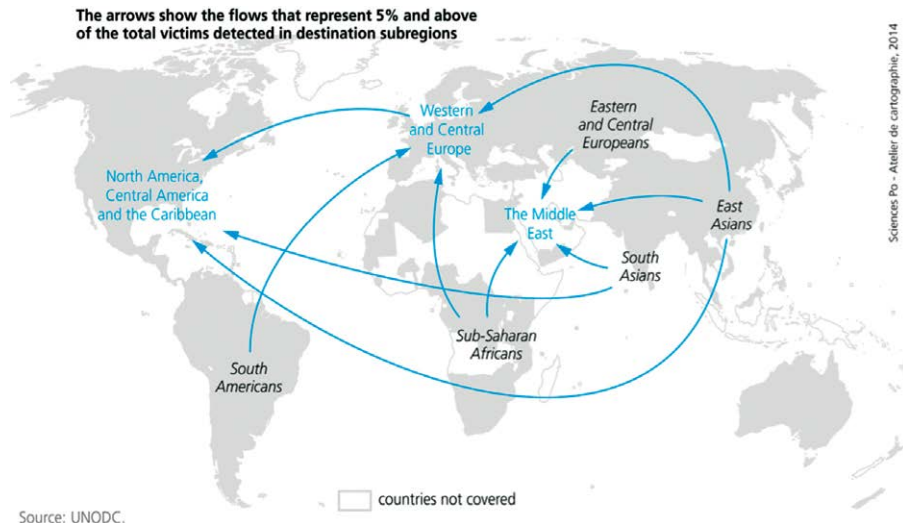 The arrows show the flows that represent 5% and above
of the total victims detected in destination subregions
Western
and Central
Europe
Eastern
and Central
Europeans
North America,
Central America
and the Caribbean
The Middle
East
East
Asians
South
Asians
Sub-Saharan
Africans
South
Americans
countries not covered
Source: UNODC.
Sciences Po - Atelier de cartographie, 2014